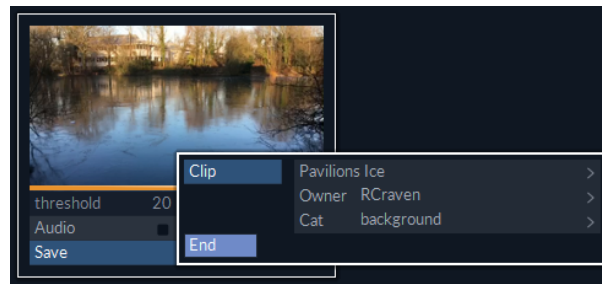 threshold 20
Audio
Save
Clip Pavilions Ice >
Owner RCraven
Cat background >
End